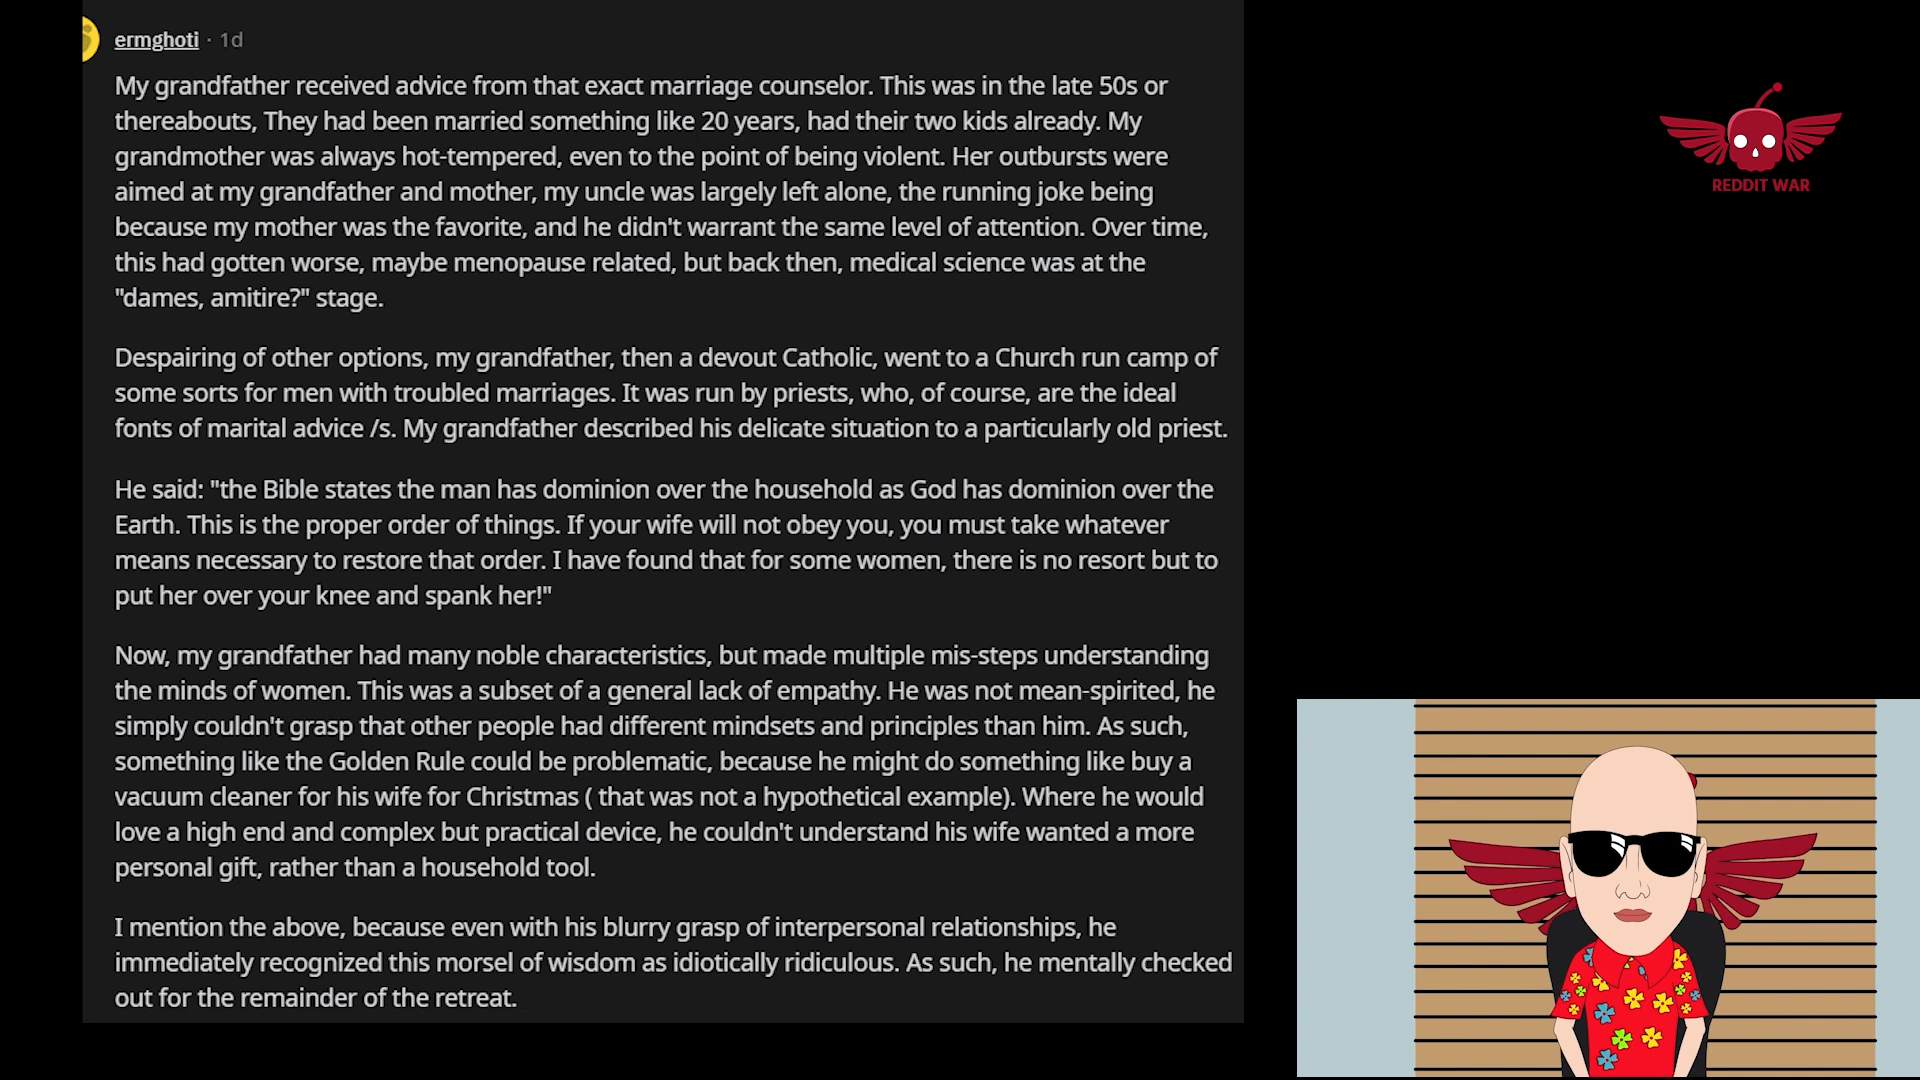 ermghoti · 1d
My grandfather received advice from that exact marriage counselor. This was in the late 50s or
thereabouts, They had been married something like 20 years, had their two kids already. My
grandmother was always hot-tempered, even to the point of being violent. Her outbursts were
aimed at my grandfather and mother, my uncle was largely left alone, the running joke being
because my mother was the favorite, and he didn't warrant the same level of attention. Over time,
this had gotten worse, maybe menopause related, but back then, medical science was at the
"dames, amitire?" stage.
Despairing of other options, my grandfather, then a devout Catholic, went to a Church run camp of
some sorts for men with troubled marriages. It was run by priests, who, of course, are the ideal
fonts of marital advice /s. My grandfather described his delicate situation to a particularly old priest.
He said: "the Bible states the man has dominion over the household as God has dominion over the
Earth. This is the proper order of things. If your wife will not obey you, you must take whatever
means necessary to restore that order. I have found that for some women, there is no resort but to
put her over your knee and spank her!"
Now, my grandfather had many noble characteristics, but made multiple mis-steps understanding
the minds of women. This was a subset of a general lack of empathy. He was not mean-spirited, he
simply couldn't grasp that other people had different mindsets and principles than him. As such,
something like the Golden Rule could be problematic, because he might do something like buy a
vacuum cleaner for his wife for Christmas ( that was not a hypothetical example). Where he would
love a high end and complex but practical device, he couldn't understand his wife wanted a more
personal gift, rather than a household tool.
I mention the above, because even with his blurry grasp of interpersonal relationships, he
immediately recognized this morsel of wisdom as idiotically ridiculous. As such, he mentally checked
out for the remainder of the retreat.
REDDIT WAR